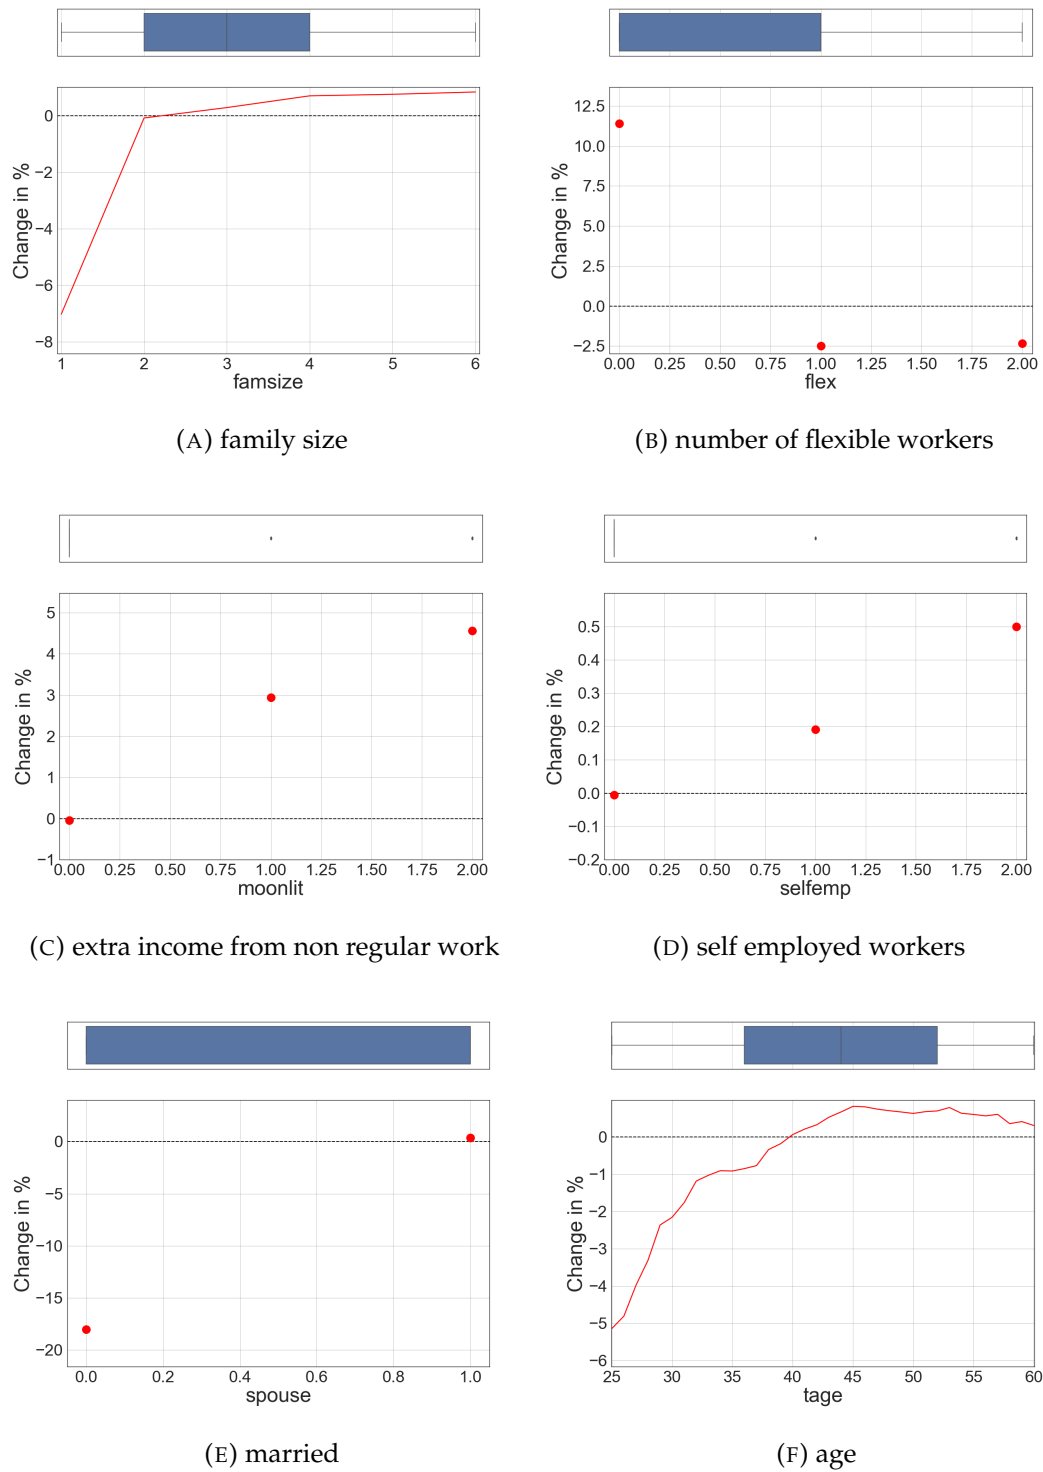 Change in %
0
−2
−4
−6
−8
1 2 3 4 5 6
famsize
(A) family size
Change in %
12.5
10.0
7.5
5.0
2.5
0.0
−2.5
0.00 0.25 0.50 0.75 1.00 1.25 1.50 1.75 2.00
flex
(B) number of flexible workers
Change in %
5
4
3
2
1
0
−1
0.00 0.25 0.50 0.75 1.00 1.25 1.50 1.75 2.00
moonlit
(C) extra income from non regular work
Change in %
0.5
0.4
0.3
0.2
0.1
0.0
−0.1
−0.2
0.00 0.25 0.50 0.75 1.00 1.25 1.50 1.75 2.00
selfemp
(D) self employed workers
Change in %
0
−5
−10
−15
−20
0.0 0.2 0.4 0.6 0.8 1.0
spouse
(E) married
Change in %
0
−1
−2
−3
−4
−5
−6
25 30 35 40 45 50 55 60
tage
(F) age